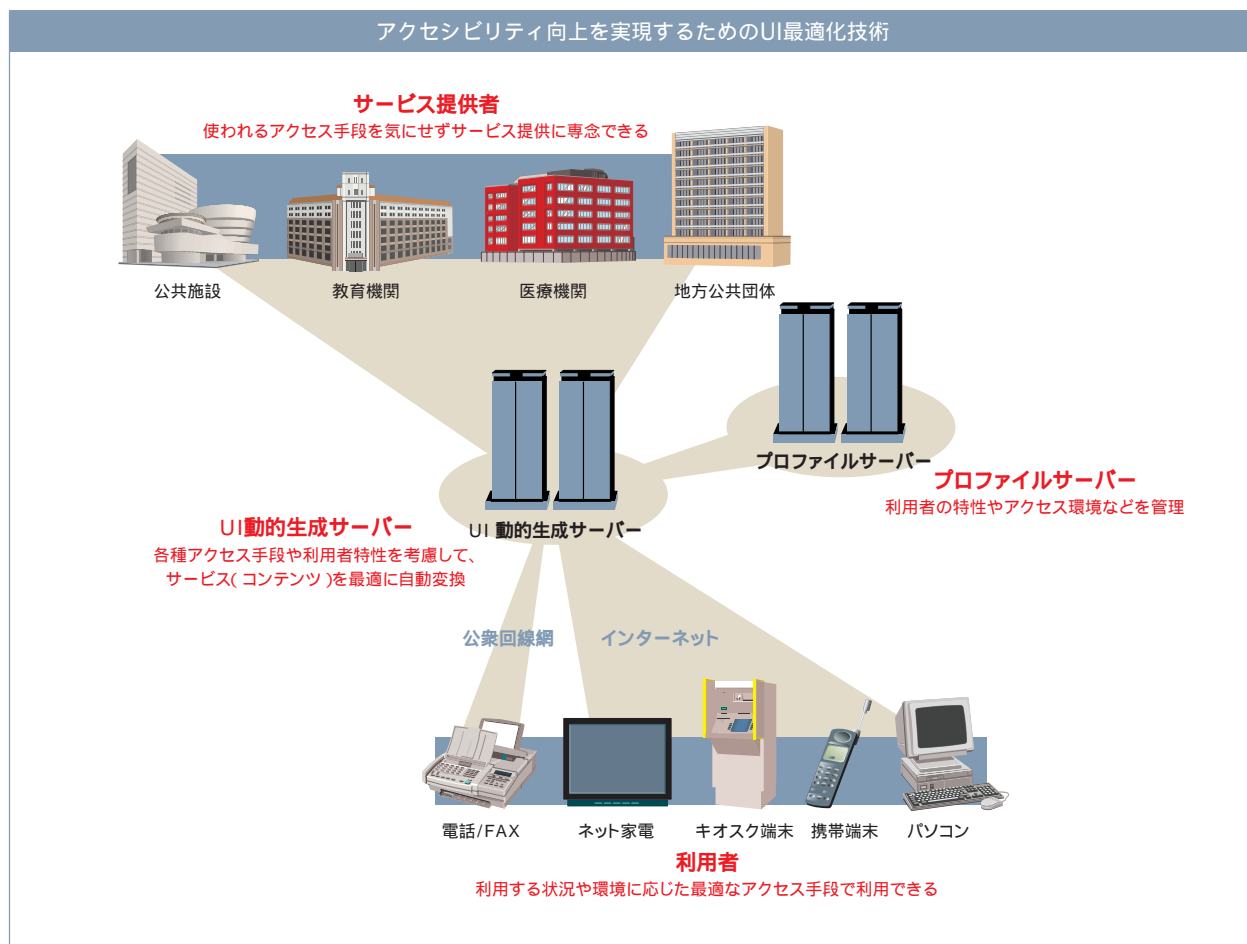 アクセシビリティ向上を実現するためのUI最適化技術
サービス提供者
使われるアクセス手段を気にせずサービス提供に専念できる
公共施設
教育機関
医療機関
地方公共団体
プロファイルサーバー
プロファイルサーバー
利用者の特性やアクセス環境などを管理
UI動的生成サーバー
UI 動的生成サーバー
各種アクセス手段や利用者特性を考慮して、
サービス( コンテンツ )を最適に自動変換
公衆回線網
インターネット
電話/FAX
ネット家電
キオスク端末
携帯端末
パソコン
利用者
利用する状況や環境に応じた最適なアクセス手段で利用できる